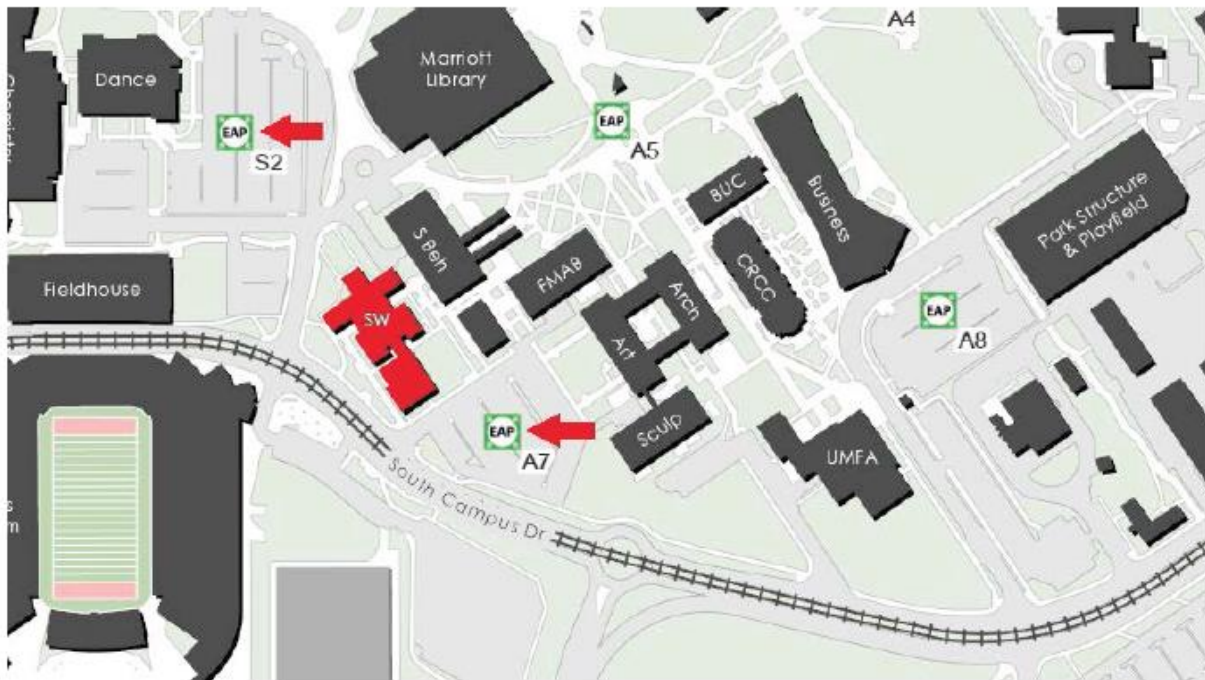 A4
Dance
Marriott
Library
EAP
S2
EAP
A5
S Beh
BUC
Business
Park Structure
& Playfield
Fieldhouse
SW
FMAB
Arch
CRCC
EAP
A8
Art
EAP
A7
Sculp
UMFA
South Campus Dr